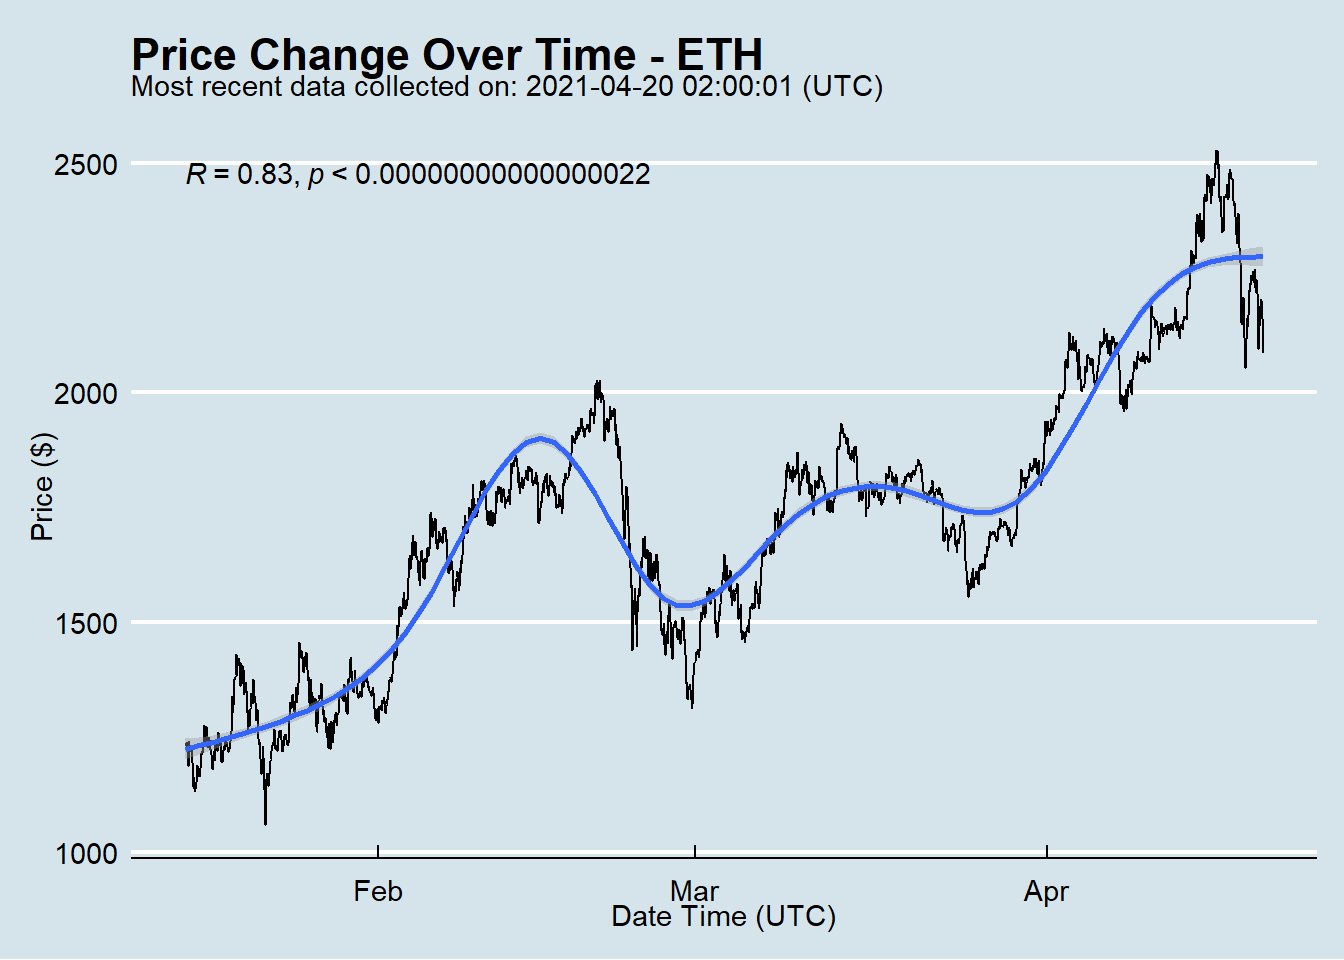 Price Change Over Time - ETH
Most recent data collected on: 2021-04-20 02:00:01 (UTC)
R = 0.83, p < 0.00000000000000022
2500
2000
1500
1000
Price ($)
Feb
Mar
Apr
Date Time (UTC)